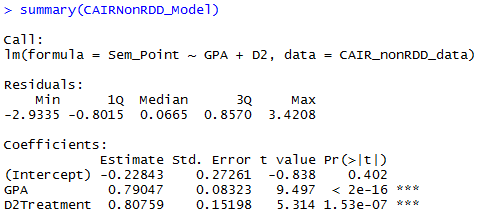 > summary(CAIRNonRDD_Model)
Call:
lm(formula = Sem_Point ~ GPA + D2, data = CAIR_nonRDD_data)
Residuals:
    Min      1Q  Median      3Q     Max
-2.9335 -0.8015  0.0665  0.8570  3.4208
Coefficients:
            Estimate Std. Error t value Pr(>|t|)
(Intercept) -0.22843    0.27261  -0.838    0.402
GPA          0.79047    0.08323   9.497  < 2e-16 ***
D2Treatment  0.80759    0.15198   5.314 1.53e-07 ***